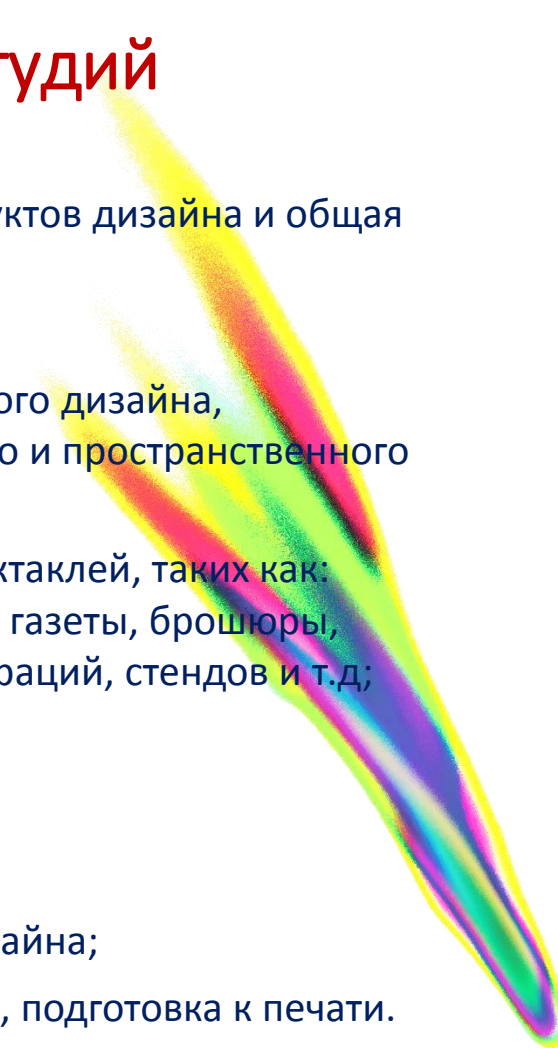 тудий
уктов дизайна и общая
ого дизайна,
о и пространственного
ктаклей, таких как:
газеты, брошюры,
раций, стендов и т.д;
айна;
, подготовка к печати.